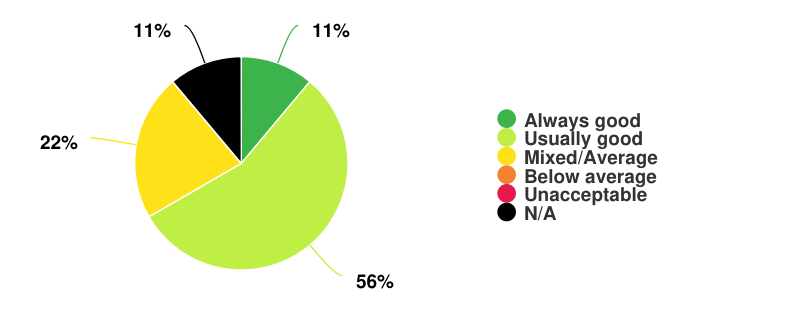 11%
11%
22%
56%
Always good
Usually good
Mixed/Average
Below average
Unacceptable
N/A